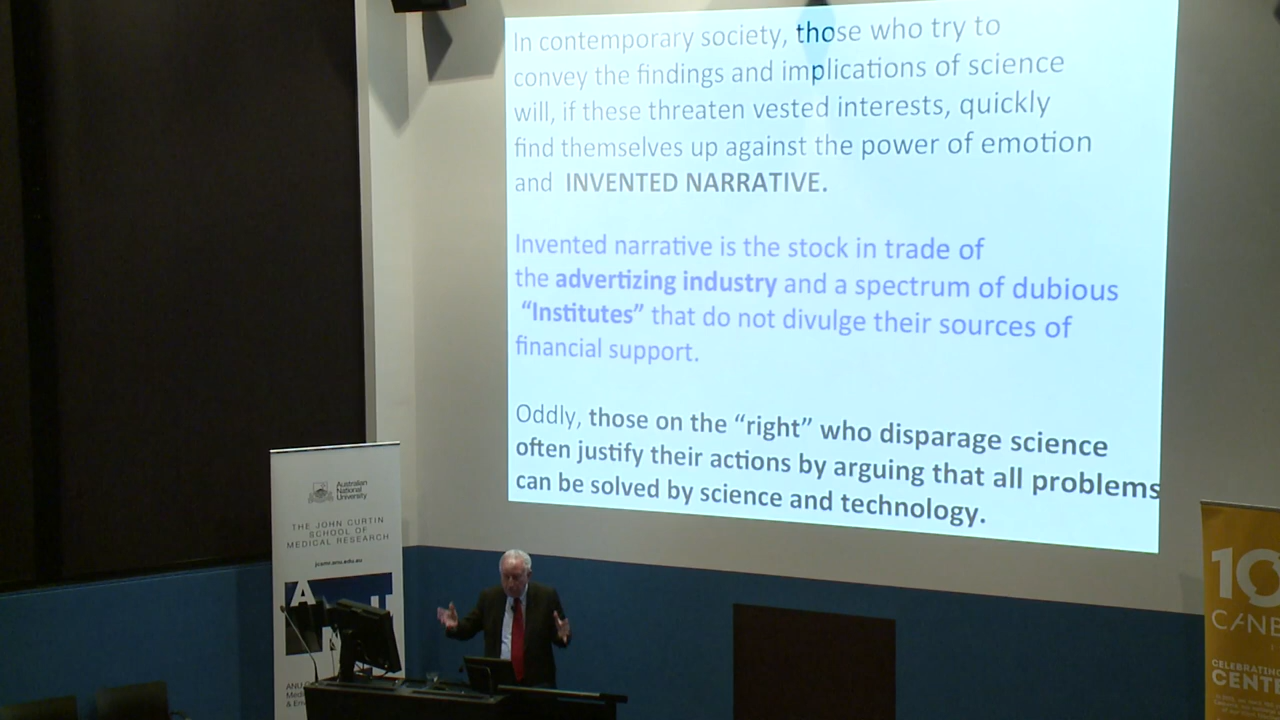 In contemporary society, those who try to
convey the findings and implications of science
will, if these threaten vested interests, quickly
find themselves up against the power of emotion
and INVENTED NARRATIVE.
Invented narrative is the stock in trade of
the advertizing industry and a spectrum of dubious
“Institutes” that do not divulge their sources of
financial support.
Oddly, those on the “right” who disparage science
often justify their actions by arguing that all problems
can be solved by science and technology.
Australian
National
University
THE JOHN CURTIN
SCHOOL OF
MEDICAL RESEARCH
jcsmr.anu.edu.au
A U
ANU
10
CANB
CELEBRATING
CENT